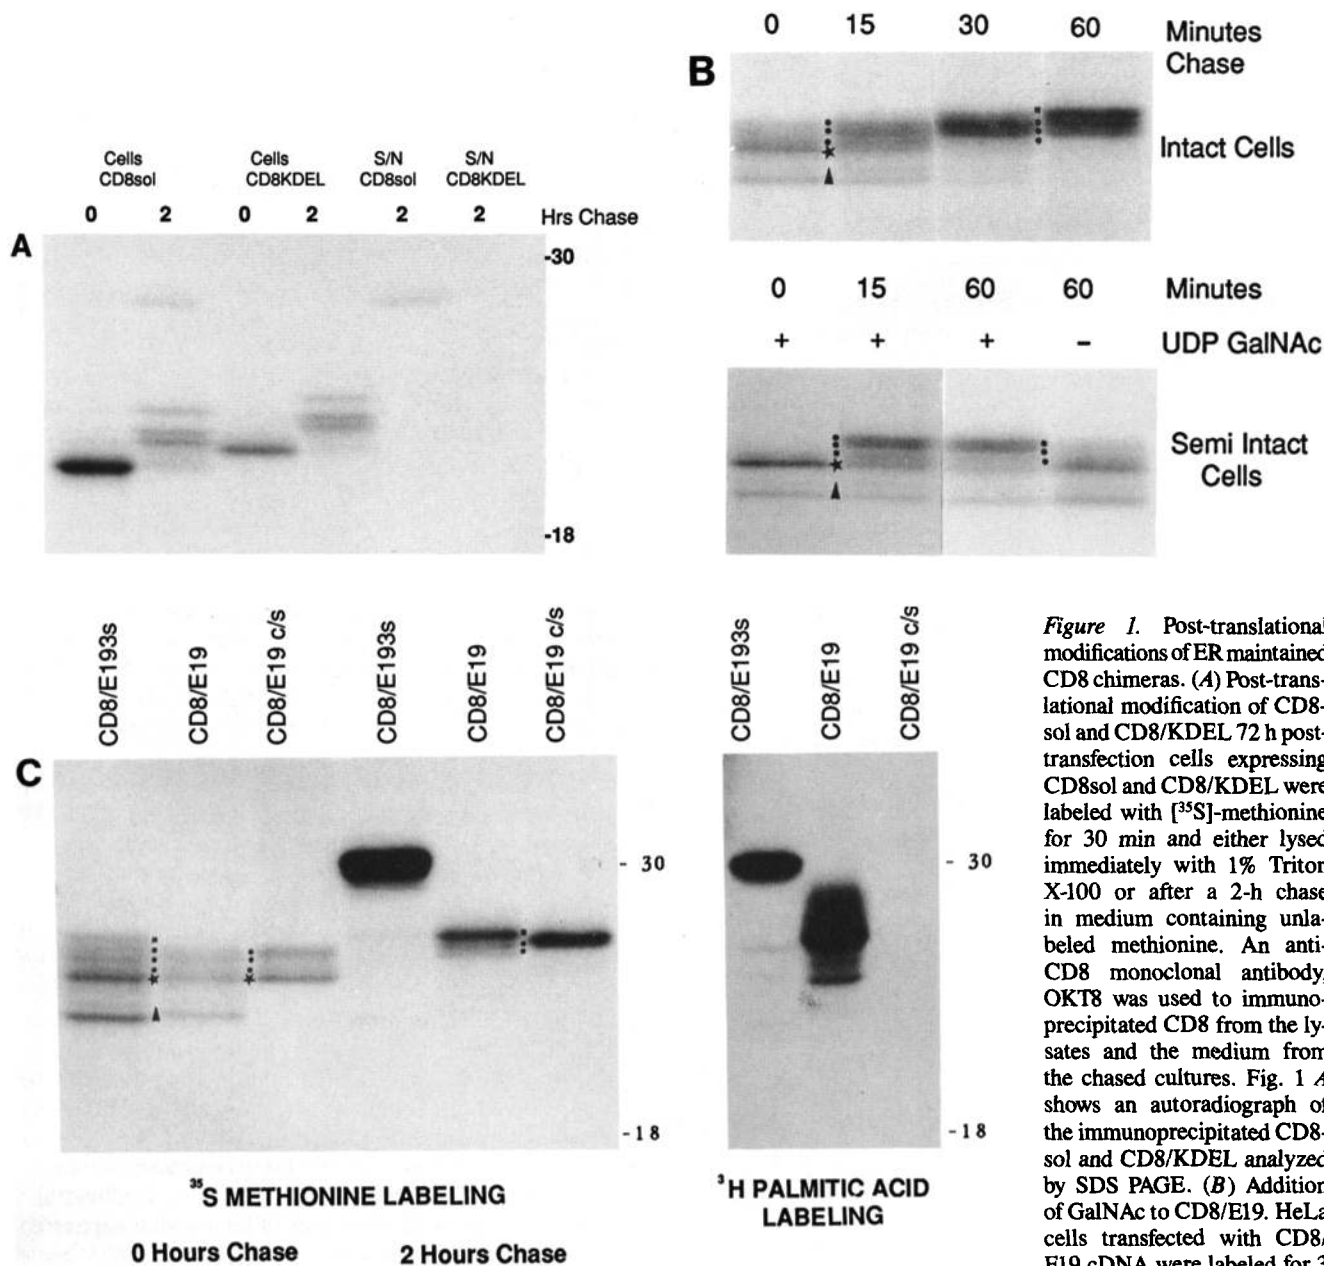 Cells CD8sol
Cells CD8KDEL
S/N CD8sol
S/N CD8KDEL
0 2 0 2 2 2 Hrs Chase
A
-30
-18
B
0 15 30 60 Minutes Chase
Intact Cells
0 15 60 60 Minutes
+ + + - UDP GalNAc
Semi Intact Cells
C
CD8/E193s
CD8/E19
CD8/E19 c/s
CD8/E193s
CD8/E19
CD8/E19 c/s
- 30
-18
³⁵S METHIONINE LABELING
0 Hours Chase
2 Hours Chase
CD8/E193s
CD8/E19
CD8/E19 c/s
- 30
-18
³H PALMITIC ACID
LABELING
Figure 1. Post-translational
modifications of ER maintained
CD8 chimeras. (A) Post-trans-
lational modification of CD8-
sol and CD8/KDEL 72 h post-
transfection cells expressing
CD8sol and CD8/KDEL were
labeled with [³⁵S]-methionine
for 30 min and either lysed
immediately with 1% Triton
X-100 or after a 2-h chase
in medium containing unla-
beled methionine. An anti-
CD8 monoclonal antibody,
OKT8 was used to immuno-
precipitated CD8 from the ly-
sates and the medium from
the chased cultures. Fig. 1 A
shows an autoradiograph of
the immunoprecipitated CD8-
sol and CD8/KDEL analyzed
by SDS PAGE. (B) Addition
of GalNAc to CD8/E19. HeLa
cells transfected with CD8/
E19 cDNA were labeled for 3